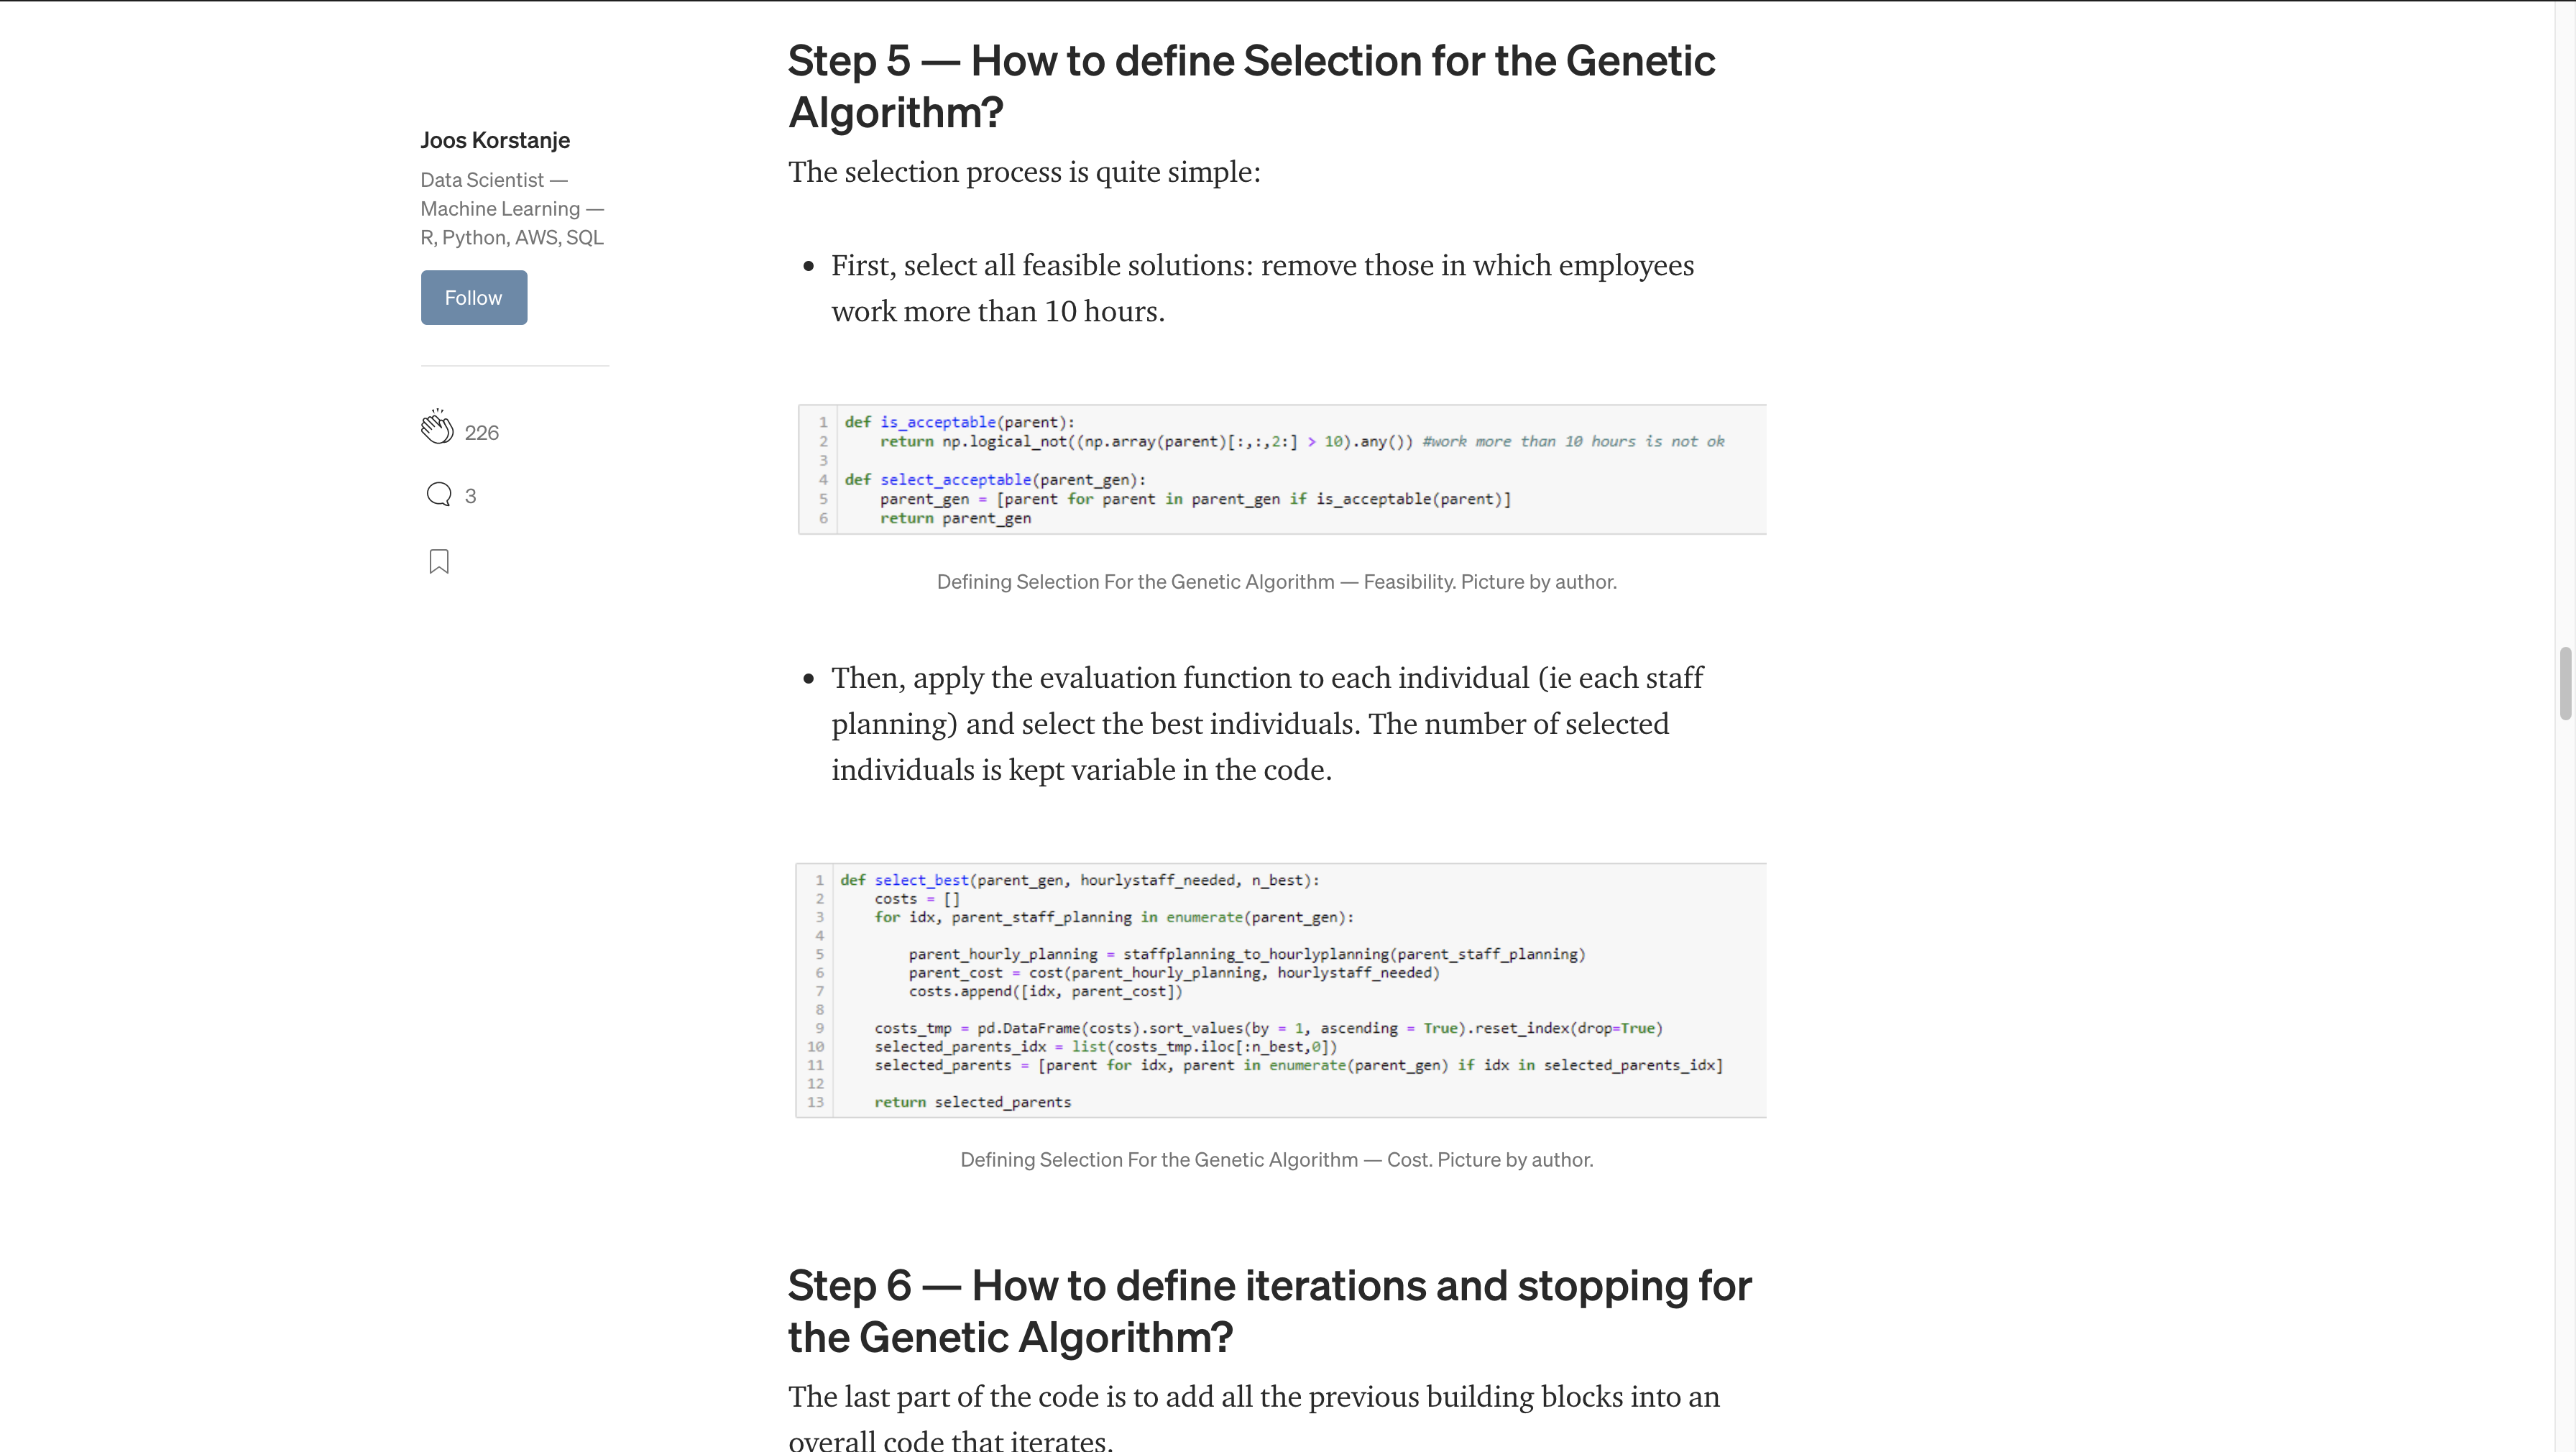 Step 5 — How to define Selection for the Genetic
Algorithm?
The selection process is quite simple:
Joos Korstanje
Data Scientist —
Machine Learning —
R, Python, AWS, SQL
Follow
226
3
• First, select all feasible solutions: remove those in which employees
work more than 10 hours.
1 def is_acceptable(parent):
2     return np.logical_not((np.array(parent)[:,:,2:] > 10).any()) #work more than 10 hours is not ok
3
4 def select_acceptable(parent_gen):
5     parent_gen = [parent for parent in parent_gen if is_acceptable(parent)]
6     return parent_gen
Defining Selection For the Genetic Algorithm — Feasibility. Picture by author.
• Then, apply the evaluation function to each individual (ie each staff
planning) and select the best individuals. The number of selected
individuals is kept variable in the code.
1 def select_best(parent_gen, hourlystaff_needed, n_best):
2     costs = []
3     for idx, parent_staff_planning in enumerate(parent_gen):
4
5         parent_hourly_planning = staffplanning_to_hourlyplanning(parent_staff_planning)
6         parent_cost = cost(parent_hourly_planning, hourlystaff_needed)
7         costs.append([idx, parent_cost])
8
9     costs_tmp = pd.DataFrame(costs).sort_values(by = 1, ascending = True).reset_index(drop=True)
10     selected_parents_idx = list(costs_tmp.iloc[:n_best,0])
11     selected_parents = [parent for idx, parent in enumerate(parent_gen) if idx in selected_parents_idx]
12
13     return selected_parents
Defining Selection For the Genetic Algorithm — Cost. Picture by author.
Step 6 — How to define iterations and stopping for
the Genetic Algorithm?
The last part of the code is to add all the previous building blocks into an
overall code that iterates.